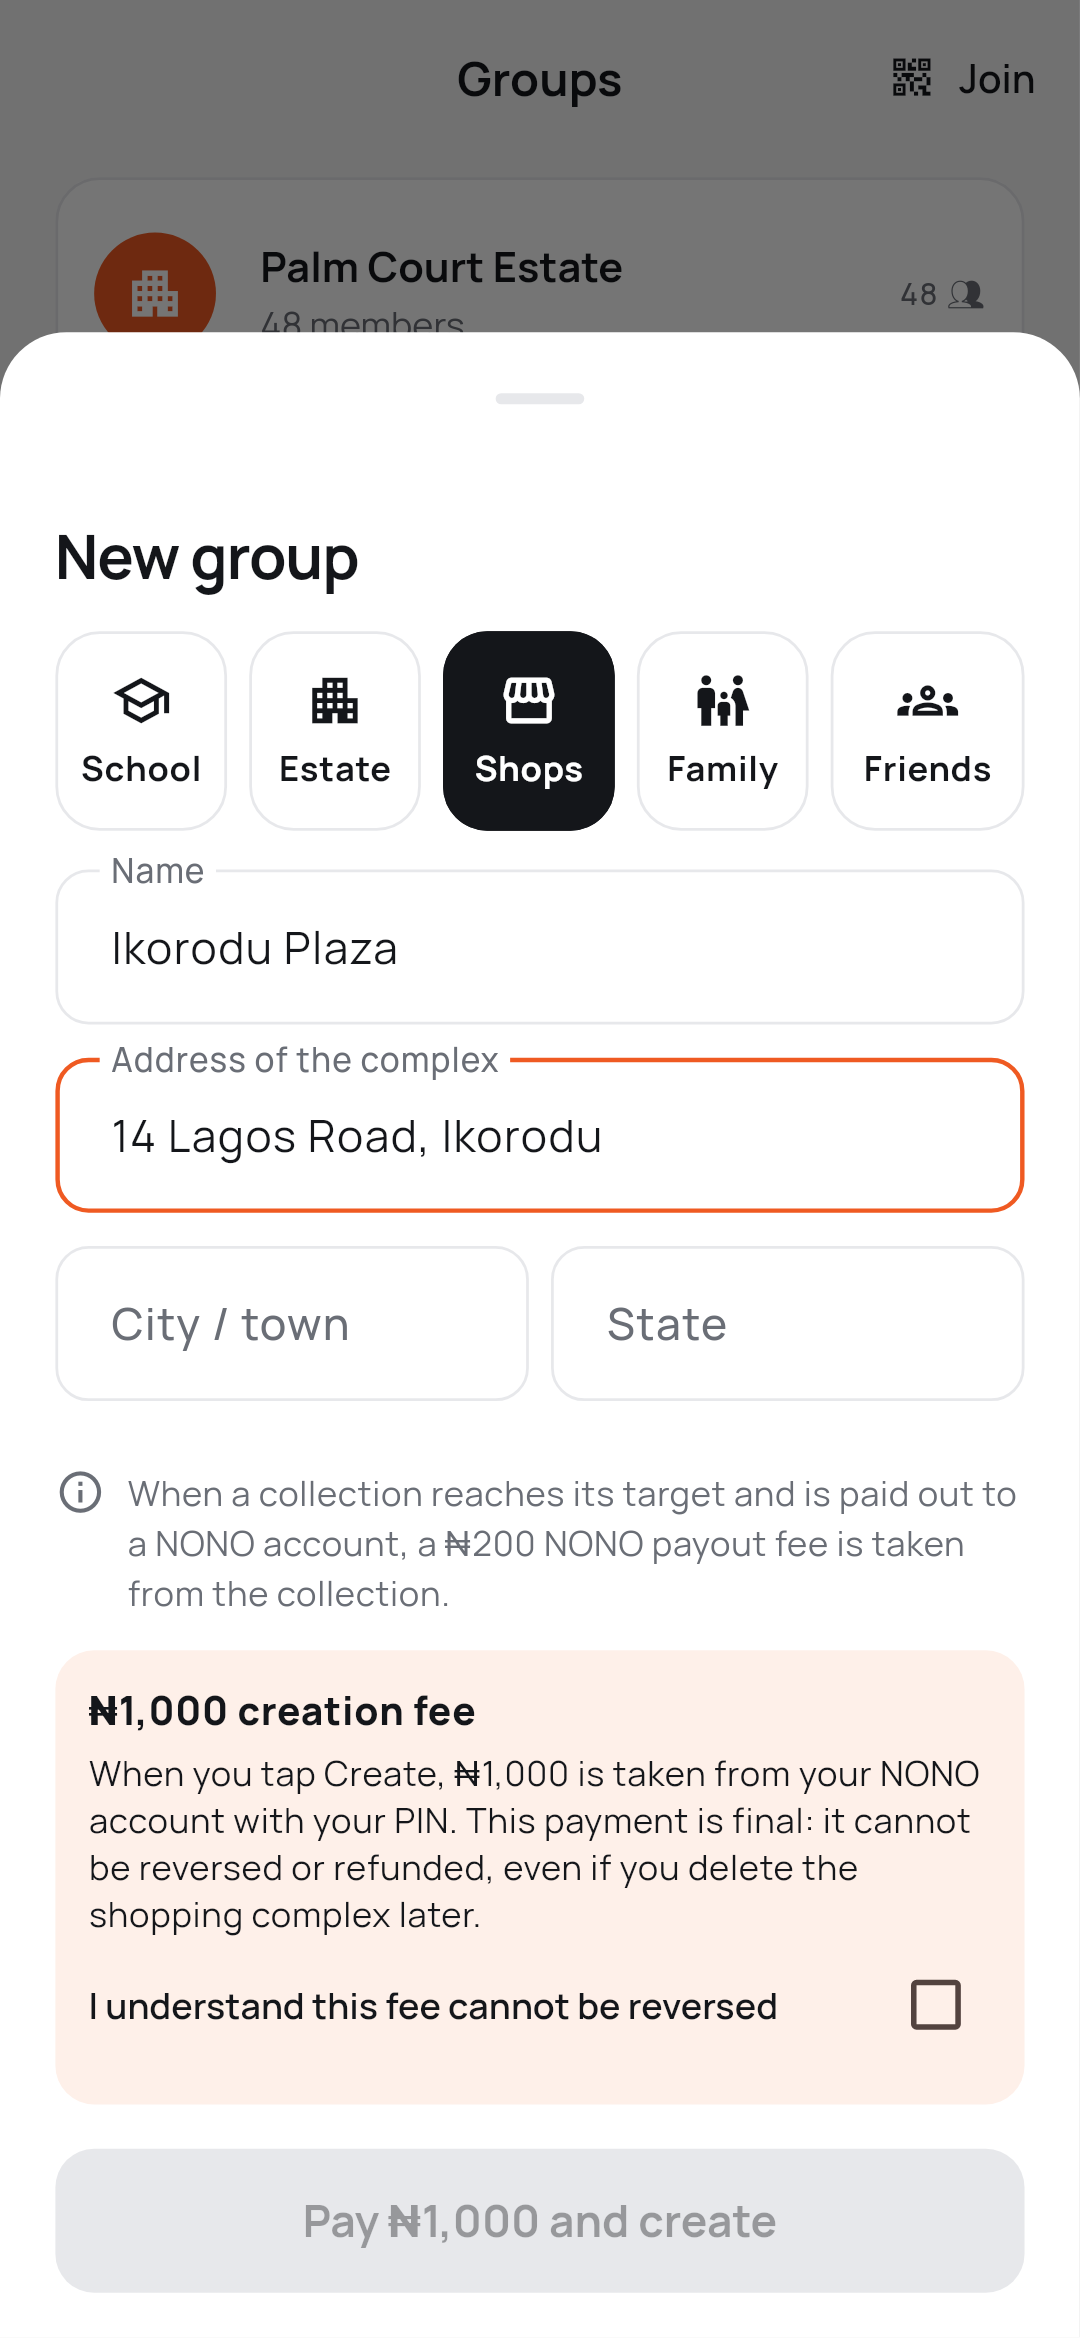 Groups
Join
Palm Court Estate
48 members
48
New group
School
Estate
Shops
Family
Friends
Name
Ikorodu Plaza
Address of the complex
14 Lagos Road, Ikorodu
City / town
State
When a collection reaches its target and is paid out to
a NONO account, a ₦200 NONO payout fee is taken
from the collection.
₦1,000 creation fee
When you tap Create, ₦1,000 is taken from your NONO
account with your PIN. This payment is final: it cannot
be reversed or refunded, even if you delete the
shopping complex later.
I understand this fee cannot be reversed
Pay ₦1,000 and create